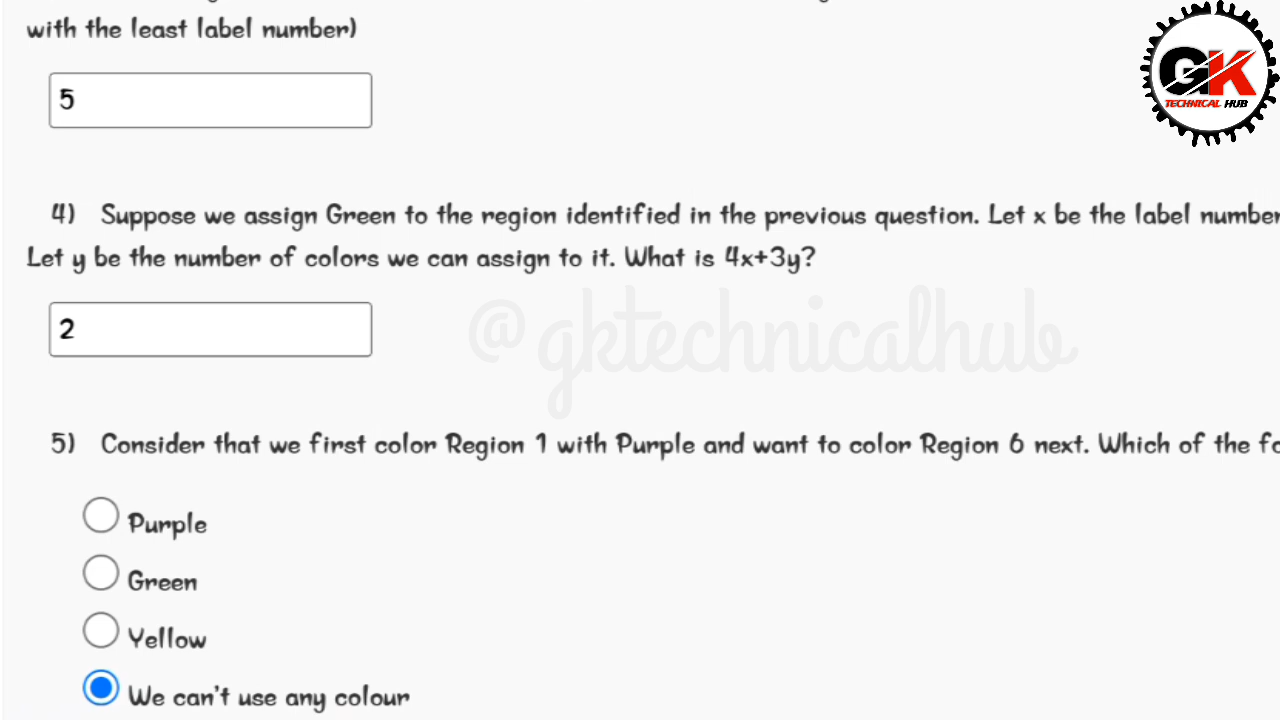 with the least label number)
GK
TECHNICAL HUB
5
4) Suppose we assign Green to the region identified in the previous question. Let x be the label number
Let y be the number of colors we can assign to it. What is 4x+3y?
2
@gktechnicalhub
5) Consider that we first color Region 1 with Purple and want to color Region 6 next. Which of the fo
Purple
Green
Yellow
We can't use any colour